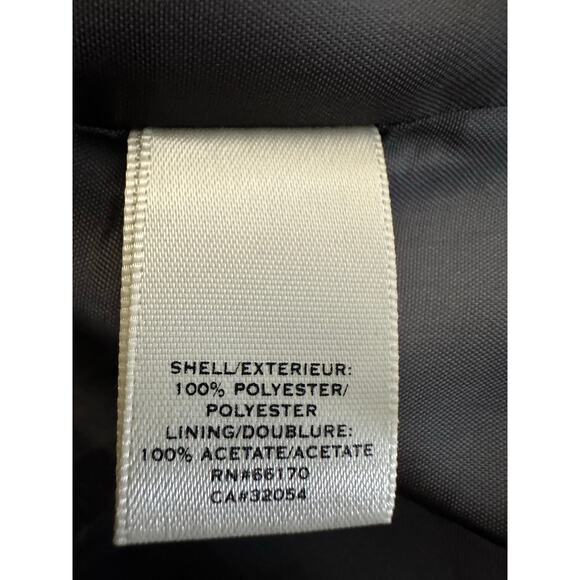 SHELL/EXTERIEUR:
100% POLYESTER/
POLYESTER
LINING/DOUBLURE:
100% ACETATE/ACETATE
RN#66170
CA#32054